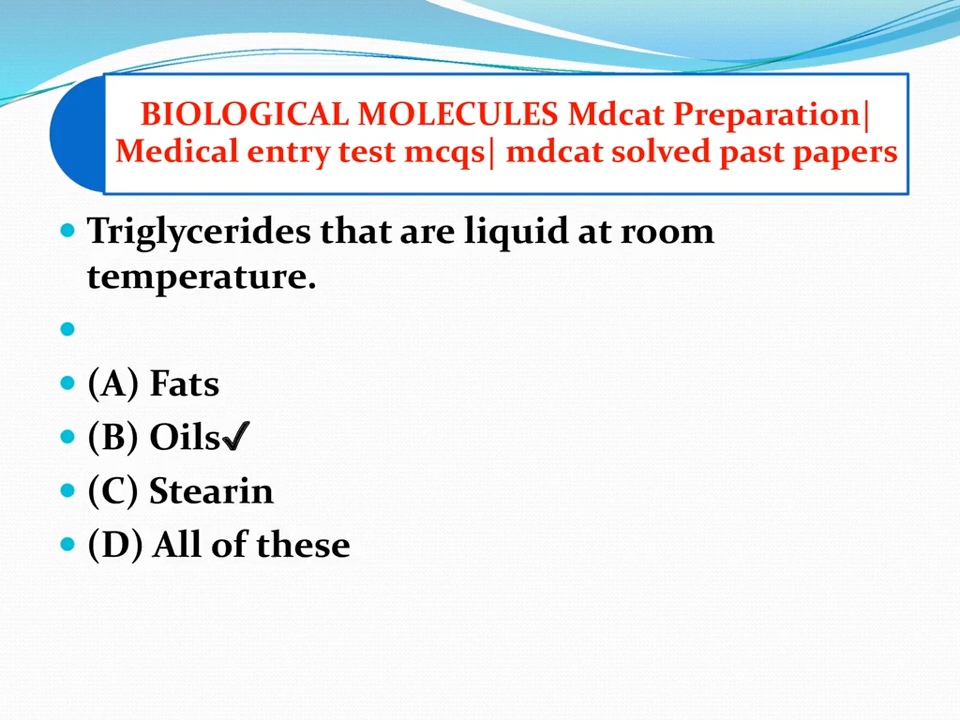 BIOLOGICAL MOLECULES Mdcat Preparation|
Medical entry test mcqs| mdcat solved past papers
• Triglycerides that are liquid at room
temperature.
•
• (A) Fats
• (B) Oils✓
• (C) Stearin
• (D) All of these